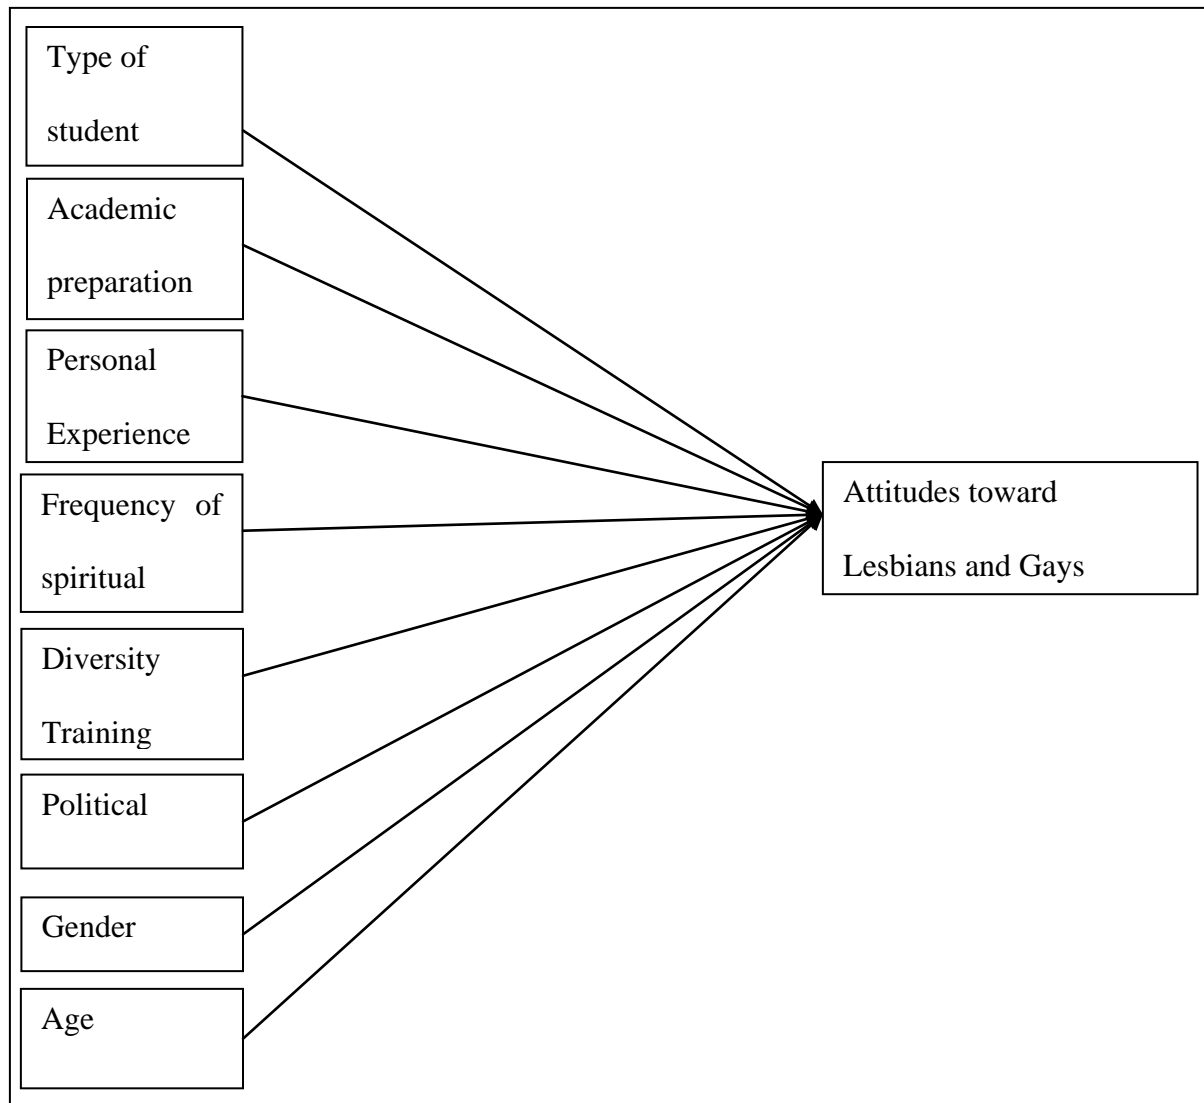 Type of
student
Academic
preparation
Personal
Experience
Frequency of
spiritual
Diversity
Training
Political
Gender
Age
Attitudes toward
Lesbians and Gays